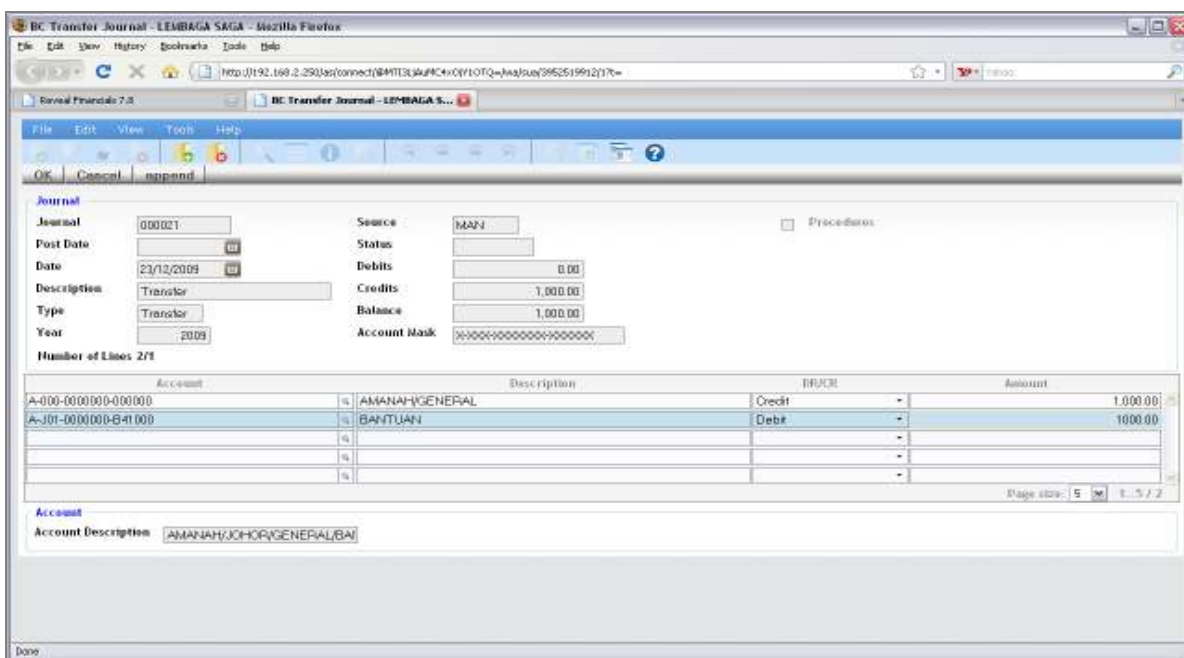 BC Transfer Journal - LEMBAGA SAGA - Mozilla Firefox
File Edit View History Bookmarks Tools Help
Yahoo
Reveal Financials 7.8
BC Transfer Journal - LEMBAGA S...
File Edit View Tools Help
OK Cancel append
Journal
Journal 000021 Source MAN Procedures
Post Date Status
Date 23/12/2009 Debits 0.00
Description Transfer Credits 1,000.00
Type Transfer Balance 1,000.00
Year 2009 Account Mask
Number of Lines 2/1
Account Description DR/CR Amount
A-000-0000000-000000 AMANAH/GENERAL Credit 1,000.00
A-J01-0000000-B41000 BANTUAN Debit 1000.00
Page size: 5 1..5 / 2
Account
Account Description AMANAH/JOHOR/GENERAL/BAN
Done